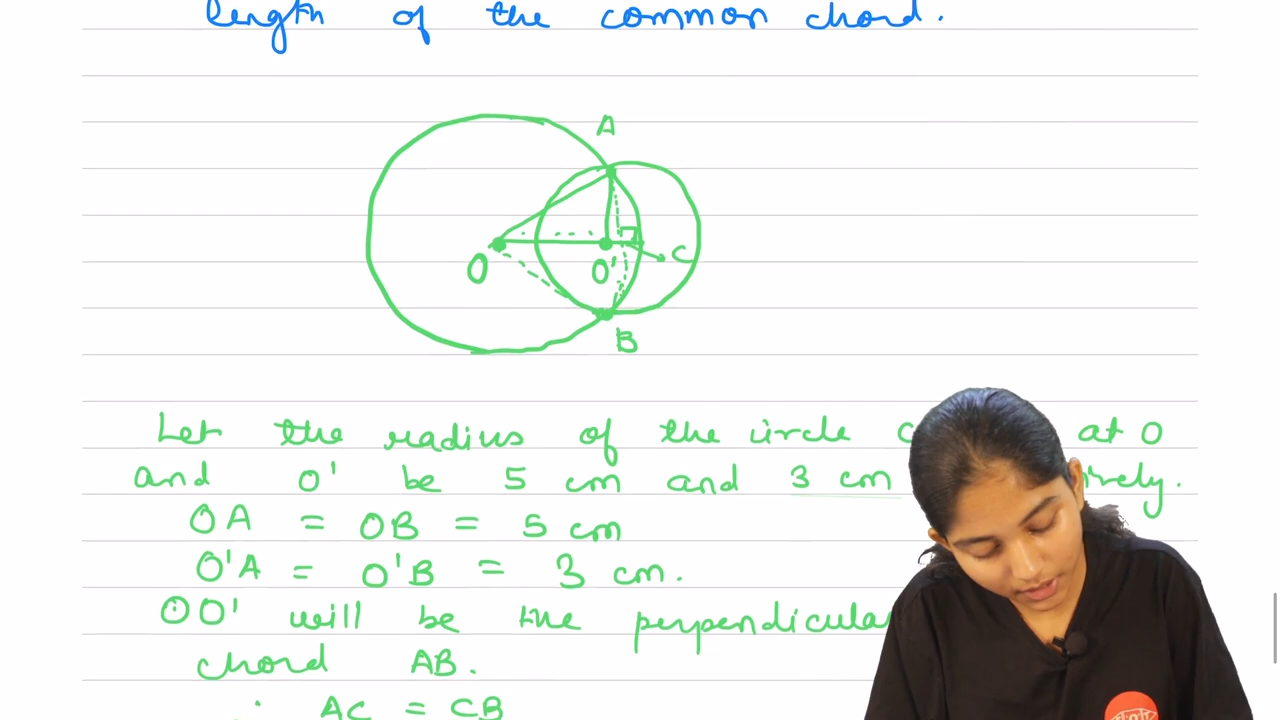 length of the common chord.
A
O
O'
C
B
Let the radius of the circle at O
and O' be 5 cm and 3 cm
OA = OB = 5 cm
O'A = O'B = 3 cm.
OO' will be the
chord AB.
∴ AC = CB